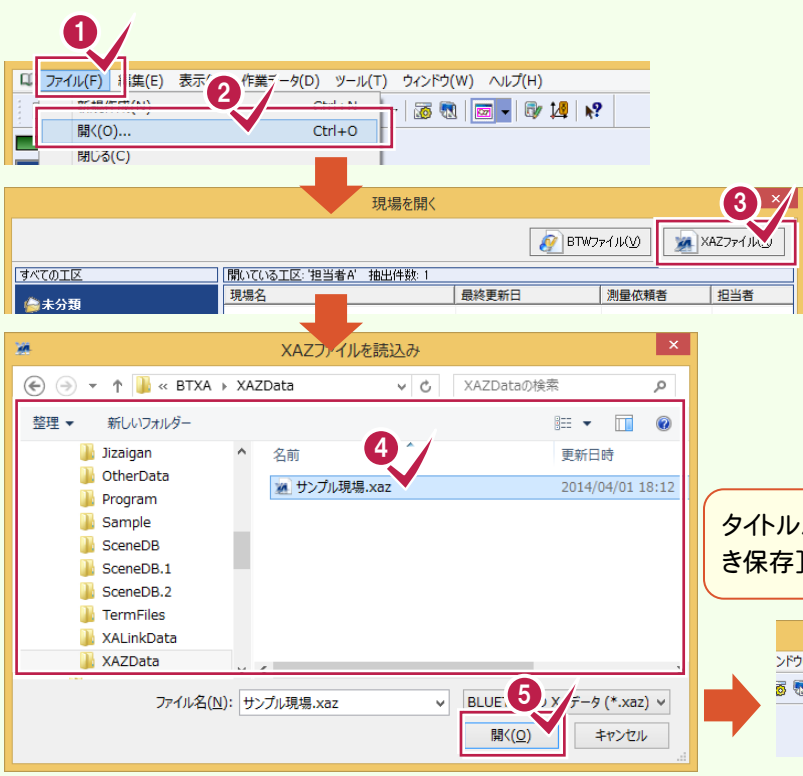 1
2
ファイル(F) 編集(E) 表示 作業データ(D) ツール(T) ウィンドウ(W) ヘルプ(H)
開く(O)... Ctrl+O
閉じる(C)
現場を開く
3
BTWファイル(V) XAZファイル
すべての工区 開いている工区: '担当者A' 抽出件数: 1
未分類 現場名 最終更新日 測量依頼者 担当者
XAZファイルを読込み
« BTXA XAZData XAZDataの検索
整理 新しいフォルダー
名前 更新日時
4
サンプル現場.xaz 2014/04/01 18:12
Jizaigan
OtherData
Program
Sample
SceneDB
SceneDB.1
SceneDB.2
TermFiles
XALinkData
XAZData
タイトル
き保存]
ンドウ
5
ファイル名(N): サンプル現場.xaz データ (*.xaz)
開く(O) キャンセル